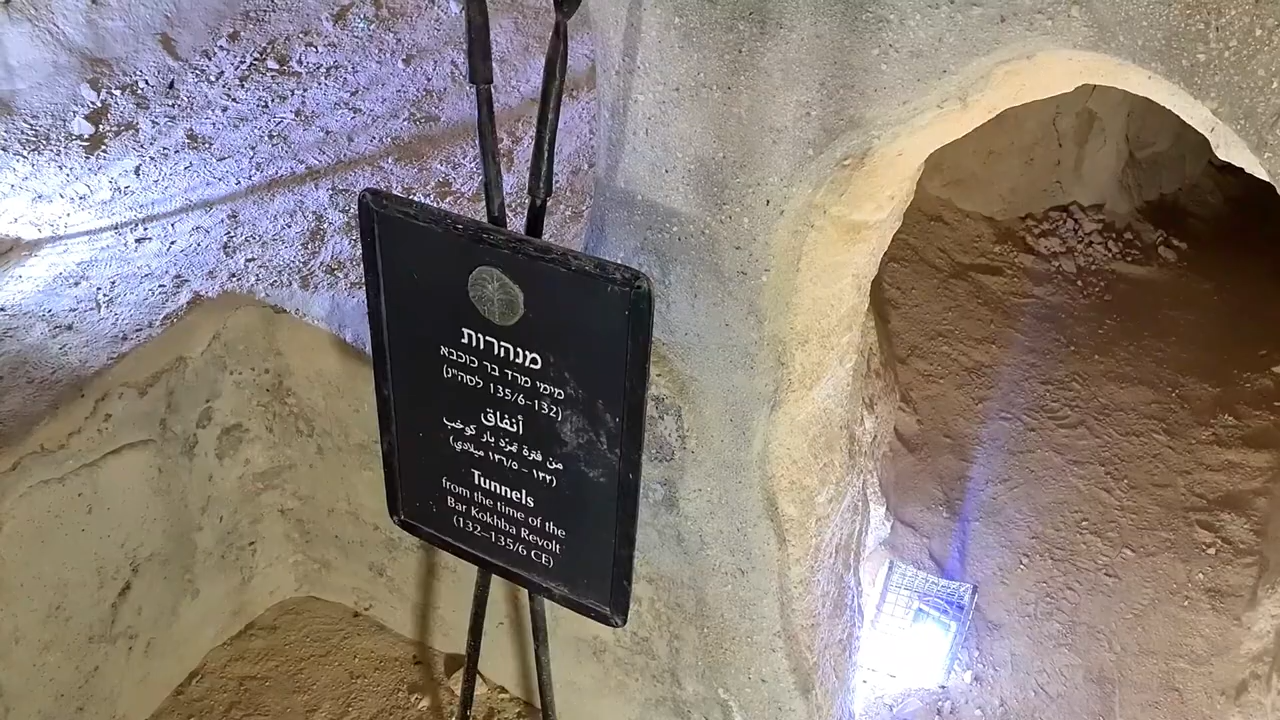 מנהרות
מימי מרד בר כוכבא
(132-135/6 לסה"נ)
أنفاق
من فترة تمرّد بار كوخب
(١٣٢ – ١٣٦/٥ ميلادي)
Tunnels
from the time of the
Bar Kokhba Revolt
(132–135/6 CE)